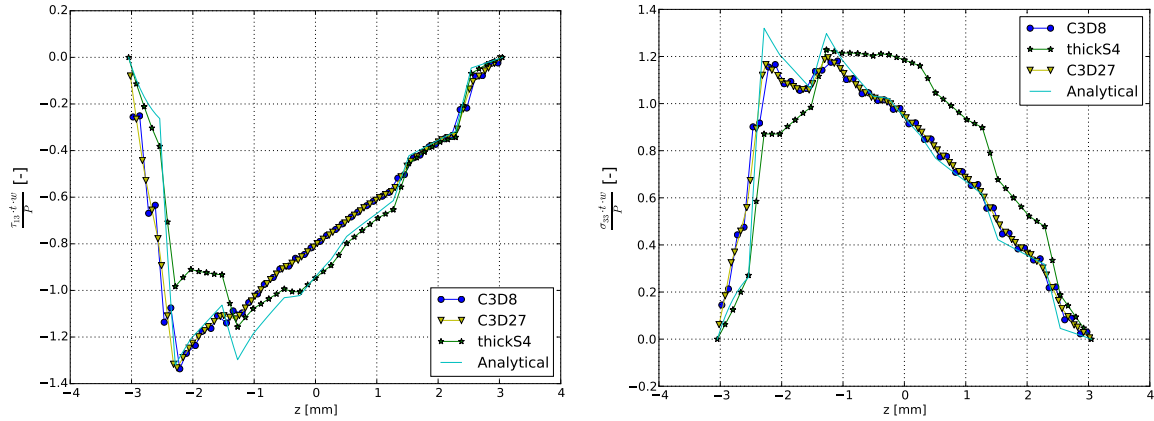 0.2
0.0
−0.2
−0.4
−0.6
−0.8
−1.0
−1.2
−1.4
τ₁₃·t·w / P [-]
−4 −3 −2 −1 0 1 2 3 4
z [mm]
C3D8
C3D27
thickS4
Analytical
1.4
1.2
1.0
0.8
0.6
0.4
0.2
0.0
−0.2
σ₃₃·t·w / P [-]
−4 −3 −2 −1 0 1 2 3 4
z [mm]
C3D8
thickS4
C3D27
Analytical